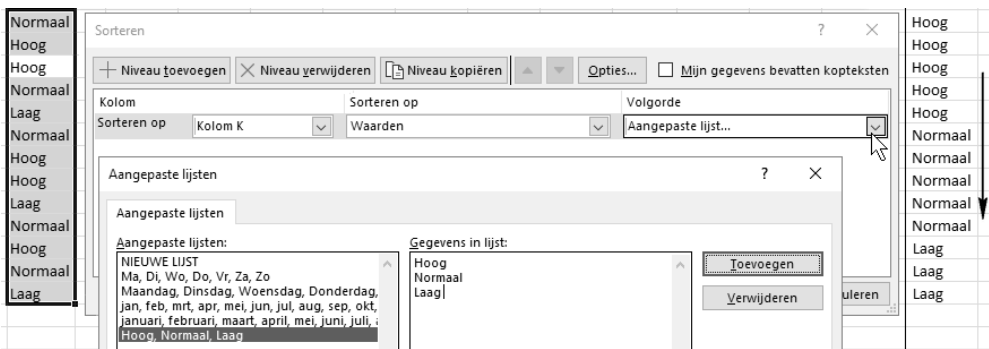 Normaal
Hoog
Hoog
Normaal
Laag
Normaal
Hoog
Hoog
Laag
Normaal
Hoog
Normaal
Laag
Sorteren
?
Niveau toevoegen
Niveau verwijderen
Niveau kopiëren
Opties...
Mijn gegevens bevatten kopteksten
Kolom
Sorteren op
Volgorde
Sorteren op
Kolom K
Waarden
Aangepaste lijst...
Aangepaste lijsten
?
Aangepaste lijsten
Aangepaste lijsten:
NIEUWE LIJST
Ma, Di, Wo, Do, Vr, Za, Zo
Maandag, Dinsdag, Woensdag, Donderdag,
jan, feb, mrt, apr, mei, jun, jul, aug, sep, okt,
januari, februari, maart, april, mei, juni, juli,
Hoog, Normaal, Laag
Gegevens in lijst:
Hoog
Normaal
Laag
Toevoegen
Verwijderen
uleren
Hoog
Hoog
Hoog
Hoog
Hoog
Normaal
Normaal
Normaal
Normaal
Normaal
Laag
Laag
Laag